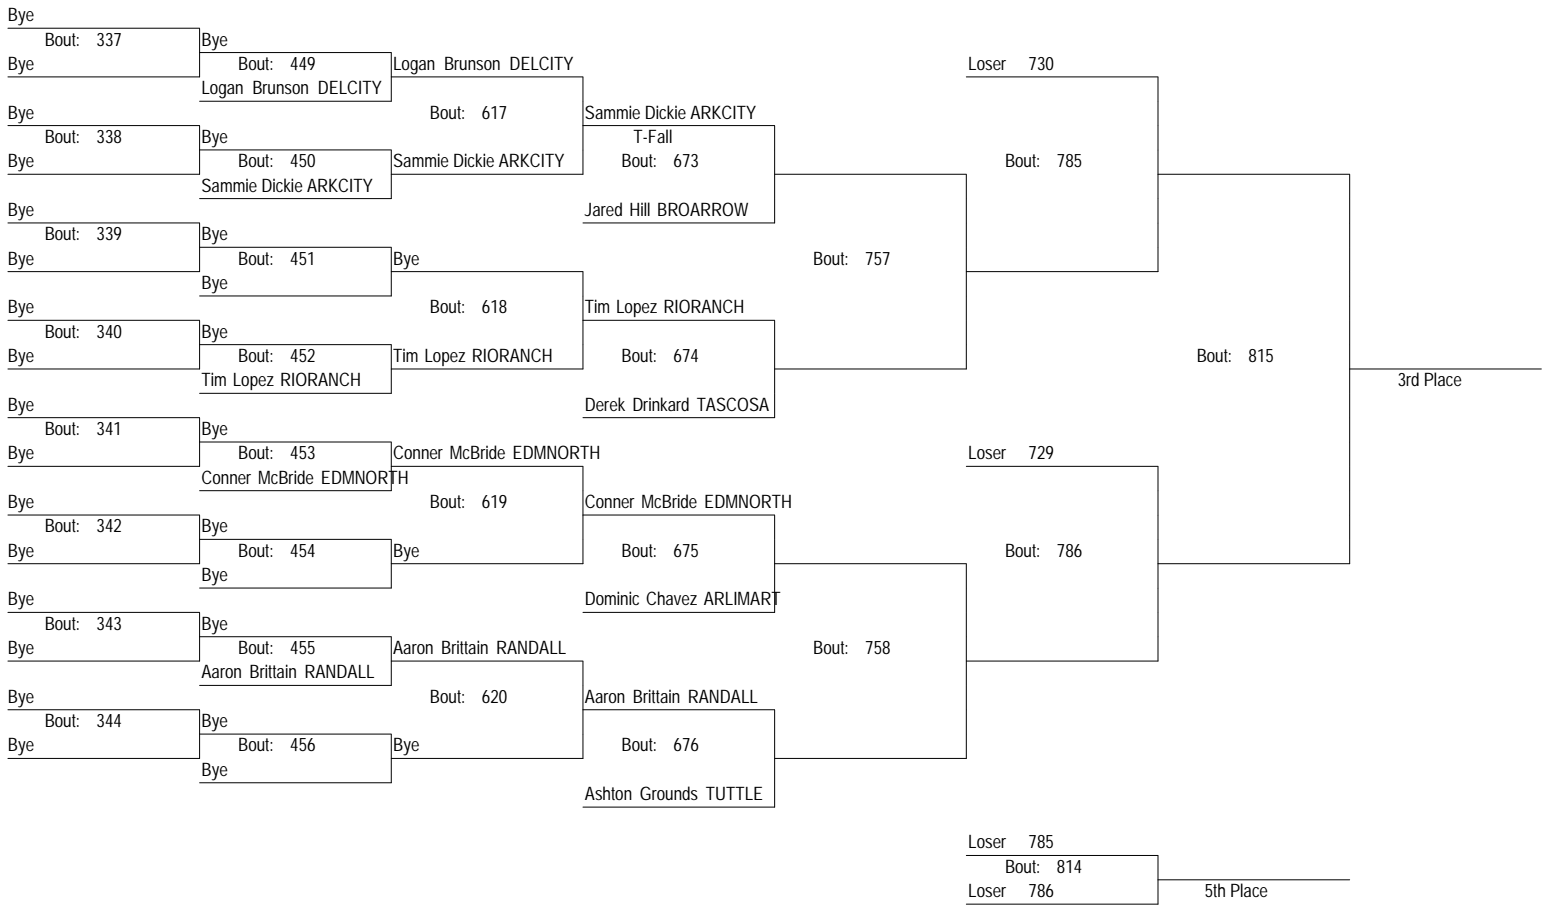 Bye
Bout: 337
Bye
Bye
Bout: 449
Logan Brunson DELCITY
Logan Brunson DELCITY
Bout: 617
Bye
Bout: 338
Bye
Bye
Bout: 450
Sammie Dickie ARKCITY
Sammie Dickie ARKCITY
Sammie Dickie ARKCITY
T-Fall
Bout: 673
Jared Hill BROARROW
Bye
Bout: 339
Bye
Bye
Bout: 451
Bye
Bye
Bout: 618
Bye
Bout: 340
Bye
Bye
Bout: 452
Tim Lopez RIORANCH
Tim Lopez RIORANCH
Tim Lopez RIORANCH
Bout: 674
Derek Drinkard TASCOSA
Bout: 757
Bye
Bout: 341
Bye
Bye
Bout: 453
Conner McBride EDMNORTH
Conner McBride EDMNORTH
Bout: 619
Bye
Bout: 342
Bye
Bye
Bout: 454
Bye
Bye
Conner McBride EDMNORTH
Bout: 675
Dominic Chavez ARLIMART
Bye
Bout: 343
Bye
Bye
Bout: 455
Aaron Brittain RANDALL
Aaron Brittain RANDALL
Bout: 620
Bye
Bout: 344
Bye
Bye
Bout: 456
Bye
Bye
Aaron Brittain RANDALL
Bout: 676
Ashton Grounds TUTTLE
Bout: 758
Loser 730
Bout: 785
Loser 729
Bout: 786
Bout: 815
3rd Place
Loser 785
Bout: 814
Loser 786
5th Place